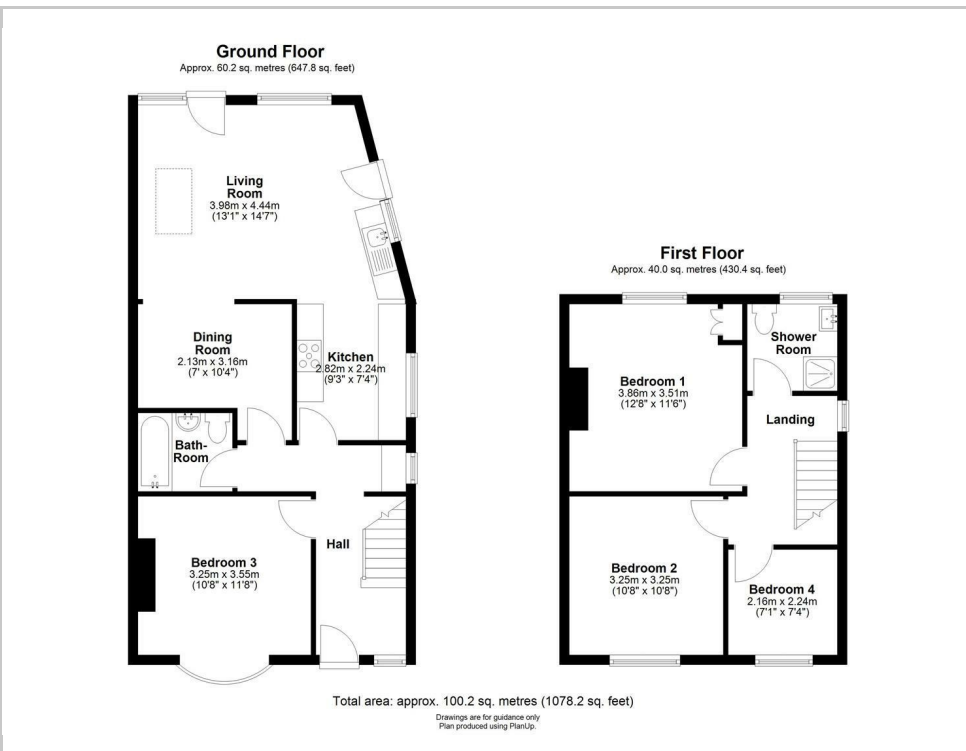 Ground Floor
Approx. 60.2 sq. metres (647.8 sq. feet)
Living
Room
3.98m x 4.44m
(13'1" x 14'7")
Dining
Room
2.13m x 3.16m
(7' x 10'4")
Kitchen
2.82m x 2.24m
(9'3" x 7'4")
Bath-
Room
Hall
Bedroom 3
3.25m x 3.55m
(10'8" x 11'8")
First Floor
Approx. 40.0 sq. metres (430.4 sq. feet)
Shower
Room
Bedroom 1
3.86m x 3.51m
(12'8" x 11'6")
Landing
Bedroom 2
3.25m x 3.25m
(10'8" x 10'8")
Bedroom 4
2.16m x 2.24m
(7'1" x 7'4")
Total area: approx. 100.2 sq. metres (1078.2 sq. feet)
Drawings are for guidance only
Plan produced using PlanUp.